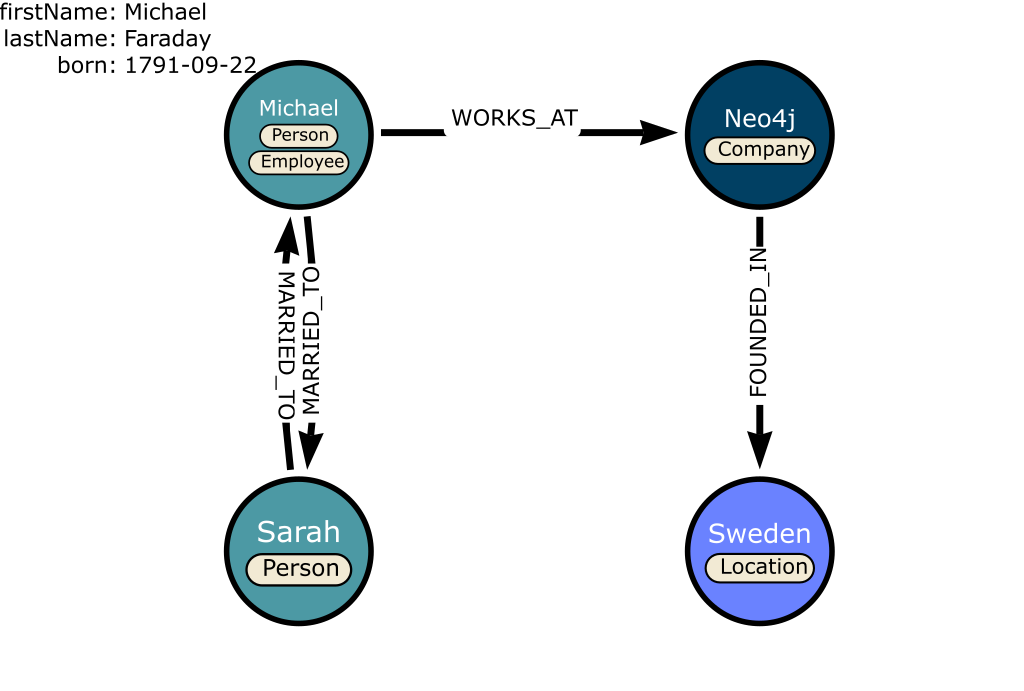 firstName: Michael
lastName: Faraday
born: 1791-09-22
Michael
Person
Employee
WORKS_AT
Neo4j
Company
MARRIED_TO
MARRIED_TO
FOUNDED_IN
Sarah
Person
Sweden
Location